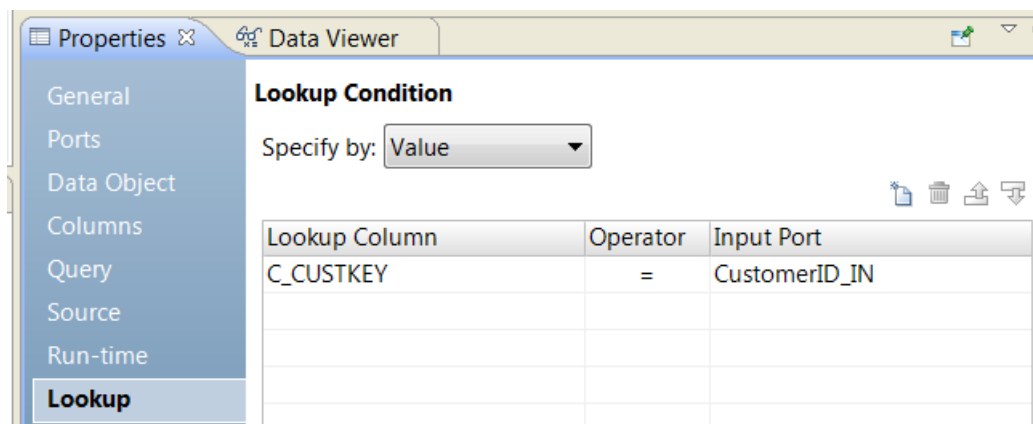 Properties Data Viewer
General
Ports
Data Object
Columns
Query
Source
Run-time
Lookup
Lookup Condition
Specify by: Value
Lookup Column Operator Input Port
C_CUSTKEY = CustomerID_IN